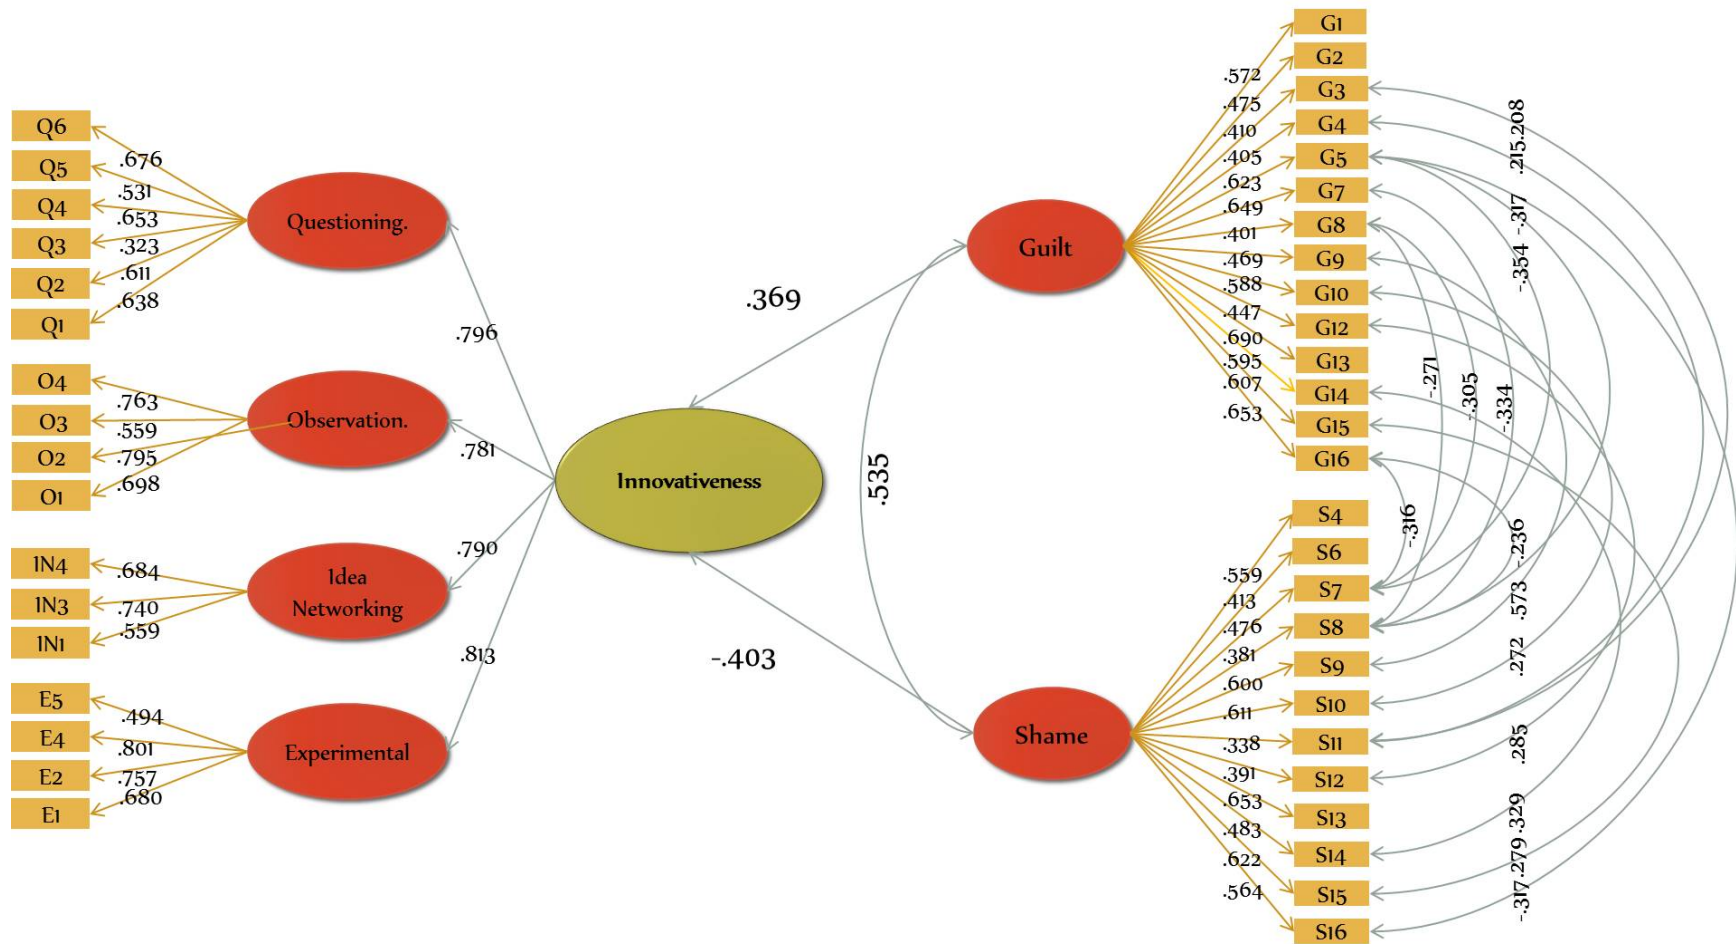 Q6
Q5
Q4
Q3
Q2
Q1
.676
.531
.653
.323
.611
.638
Questioning.
O4
O3
O2
O1
.763
.559
.795
.698
Observation.
IN4
IN3
IN1
.684
.740
.559
Idea
Networking
E5
E4
E2
E1
.494
.801
.757
.680
Experimental
.796
.781
.790
.813
Innovativeness
.369
-.403
.535
Guilt
Shame
.572
.475
.410
.405
.623
.649
.401
.469
.588
.447
.690
.595
.607
.653
G1
G2
G3
G4
G5
G7
G8
G9
G10
G12
G13
G14
G15
G16
.559
.413
.476
.381
.600
.611
.338
.391
.653
.483
.622
.564
S4
S6
S7
S8
S9
S10
S11
S12
S13
S14
S15
S16
.208
.215
-.317
-.354
-.271
-.305
-.334
-.316
-.236
.573
.272
.285
.329
.279
-.317